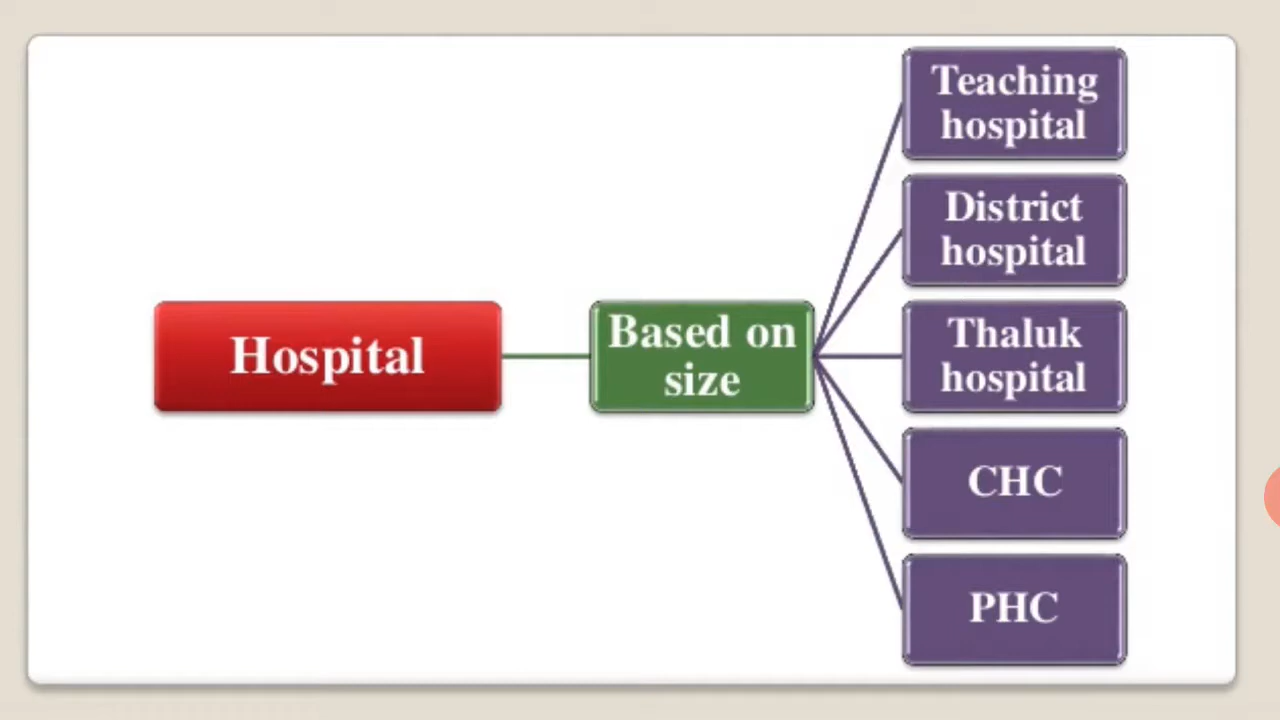 Hospital
Based on
size
Teaching
hospital
District
hospital
Thaluk
hospital
CHC
PHC